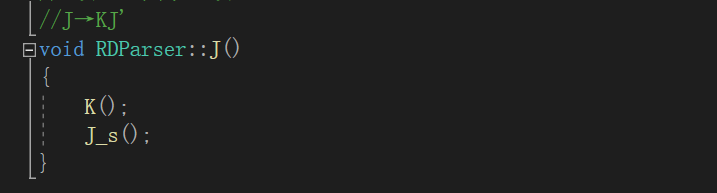 //J→KJ’
void RDParser::J()
{
K();
J_s();
}